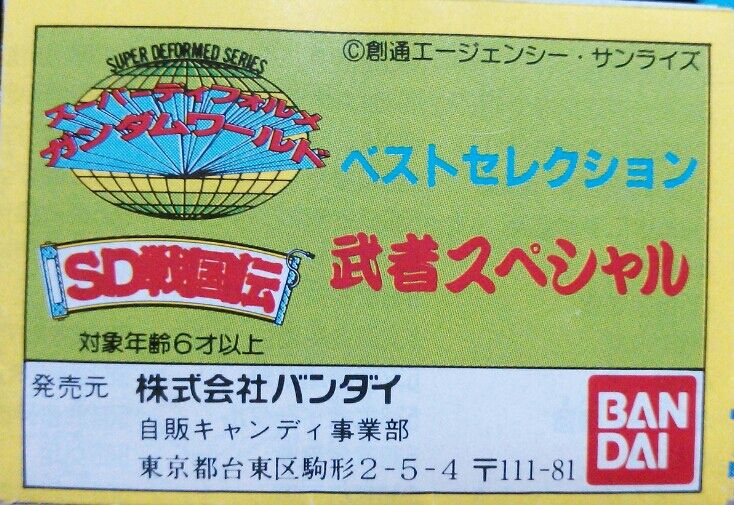 ©創通エージェンシー・サンライズ
SUPER DEFORMED SERIES
スーパーディフォルメ
ガンダムワールド
ベストセレクション
SD戦国伝
武者スペシャル
対象年齢6才以上
発売元 株式会社バンダイ
自販キャンディ事業部
東京都台東区駒形2-5-4 〒111-81
BAN
DAI